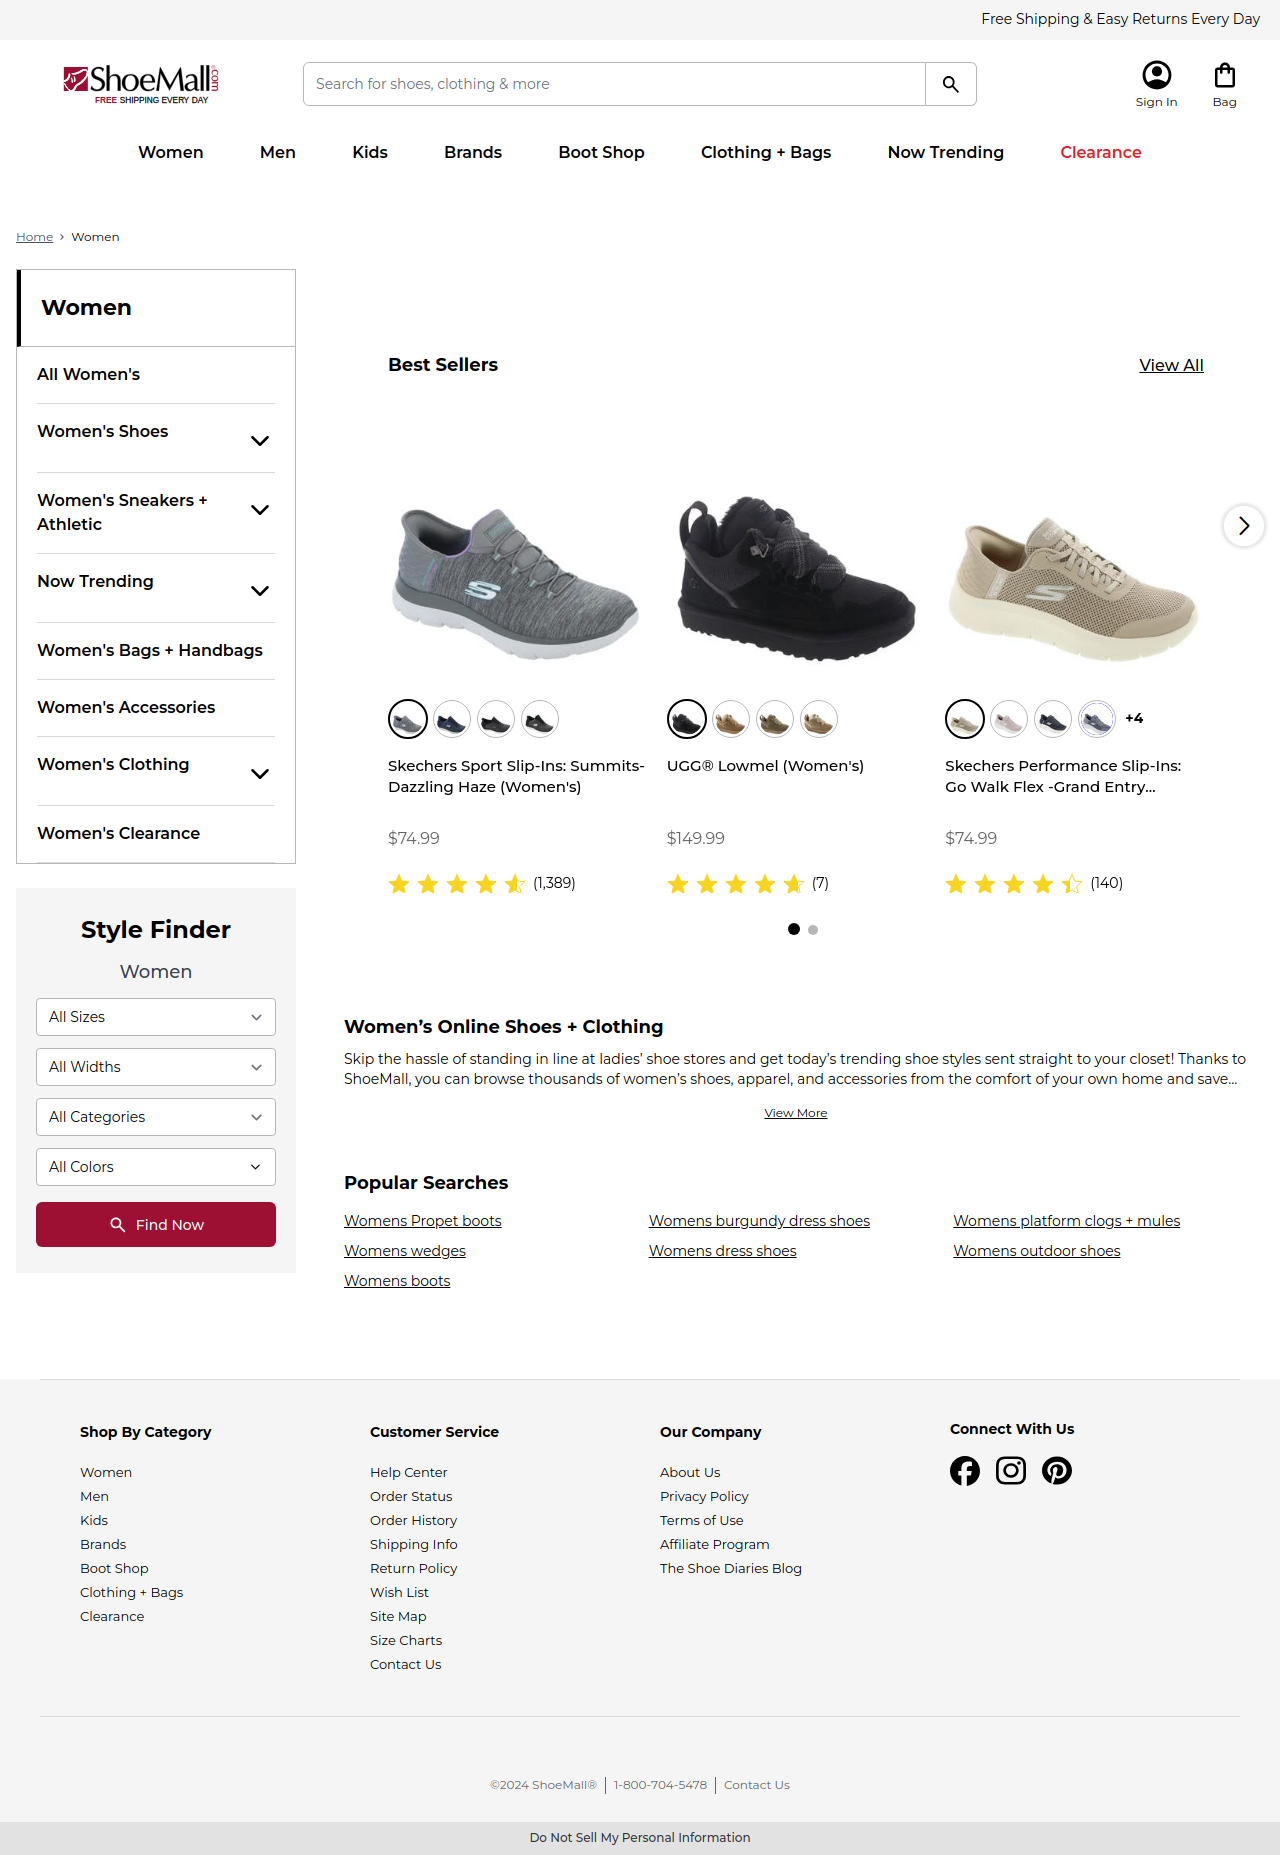 Free Shipping & Easy Returns Every Day
ShoeMall.com
FREE SHIPPING EVERY DAY
Search for shoes, clothing & more
Sign In
Bag
Women
Men
Kids
Brands
Boot Shop
Clothing + Bags
Now Trending
Clearance
Home › Women
Women
All Women's
Women's Shoes
Women's Sneakers +
Athletic
Now Trending
Women's Bags + Handbags
Women's Accessories
Women's Clothing
Women's Clearance
Style Finder
Women
All Sizes
All Widths
All Categories
All Colors
Find Now
Best Sellers
View All
+4
Skechers Sport Slip-Ins: Summits-
Dazzling Haze (Women's)
$74.99
(1,389)
UGG® Lowmel (Women's)
$149.99
(7)
Skechers Performance Slip-Ins:
Go Walk Flex -Grand Entry...
$74.99
(140)
Women’s Online Shoes + Clothing
Skip the hassle of standing in line at ladies’ shoe stores and get today’s trending shoe styles sent straight to your closet! Thanks to
ShoeMall, you can browse thousands of women’s shoes, apparel, and accessories from the comfort of your own home and save...
View More
Popular Searches
Womens Propet boots
Womens burgundy dress shoes
Womens platform clogs + mules
Womens wedges
Womens dress shoes
Womens outdoor shoes
Womens boots
Shop By Category
Women
Men
Kids
Brands
Boot Shop
Clothing + Bags
Clearance
Customer Service
Help Center
Order Status
Order History
Shipping Info
Return Policy
Wish List
Site Map
Size Charts
Contact Us
Our Company
About Us
Privacy Policy
Terms of Use
Affiliate Program
The Shoe Diaries Blog
Connect With Us
©2024 ShoeMall® | 1-800-704-5478 | Contact Us
Do Not Sell My Personal Information